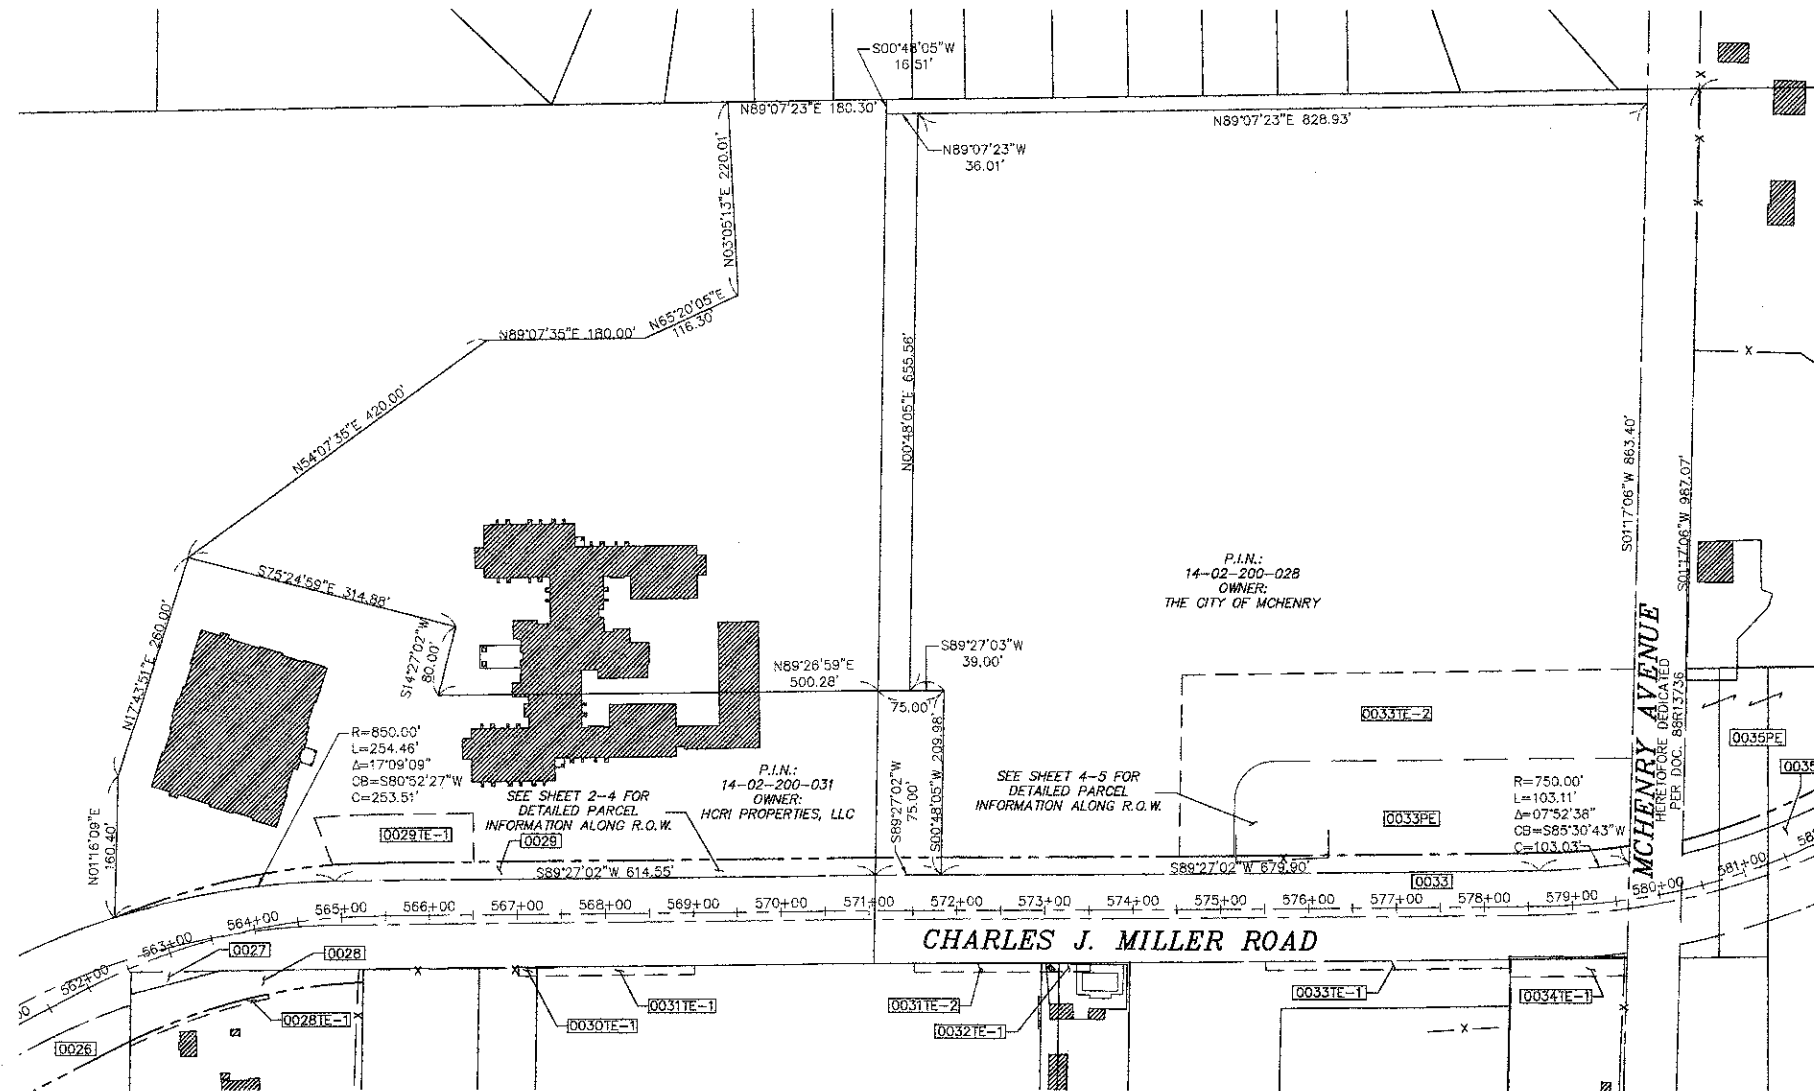 S00°48'05"W
16.51'
N89°07'23"E 180.30'
N89°07'23"E 828.93'
N89°07'23"W
36.01'
N03°05'13"E 220.01'
N65°20'05"E
116.30'
N89°07'35"E 180.00'
N54°07'35"E 420.00'
N00°48'05"E 655.56'
S01°17'06"W 863.40'
S01°17'06"W 987.07'
P.I.N.:
14-02-200-028
OWNER:
THE CITY OF MCHENRY
S75°24'59"E 314.88'
N17°43'51"E 260.00'
S14°27'02"W
80.00'
N89°26'59"E
500.28'
S89°27'03"W
39.00'
75.00'
MCHENRY AVENUE
HERETOFORE DEDICATED
PER DOC. 88R13736
0033TE-2
0035PE
R=850.00'
L=254.46'
Δ=17°09'09"
CB=S80°52'27"W
C=253.51'
P.I.N.:
14-02-200-031
OWNER:
HCRI PROPERTIES, LLC
SEE SHEET 2-4 FOR
DETAILED PARCEL
INFORMATION ALONG R.O.W.
S89°27'02"W
75.00'
S00°48'05"W 209.98'
SEE SHEET 4-5 FOR
DETAILED PARCEL
INFORMATION ALONG R.O.W.
R=750.00'
L=103.11'
Δ=07°52'38"
CB=S85°30'43"W
C=103.03'
N01°16'09"E
160.40'
0029TE-1
0029
0033PE
0033
S89°27'02"W 614.55'
S89°27'02"W 679.90'
562+00
563+00
564+00
565+00
566+00
567+00
568+00
569+00
570+00
571+00
572+00
573+00
574+00
575+00
576+00
577+00
578+00
579+00
580+00
581+00
CHARLES J. MILLER ROAD
0027
0028
0026
0028TE-1
0030TE-1
0031TE-1
0031TE-2
0032TE-1
0033TE-1
0034TE-1